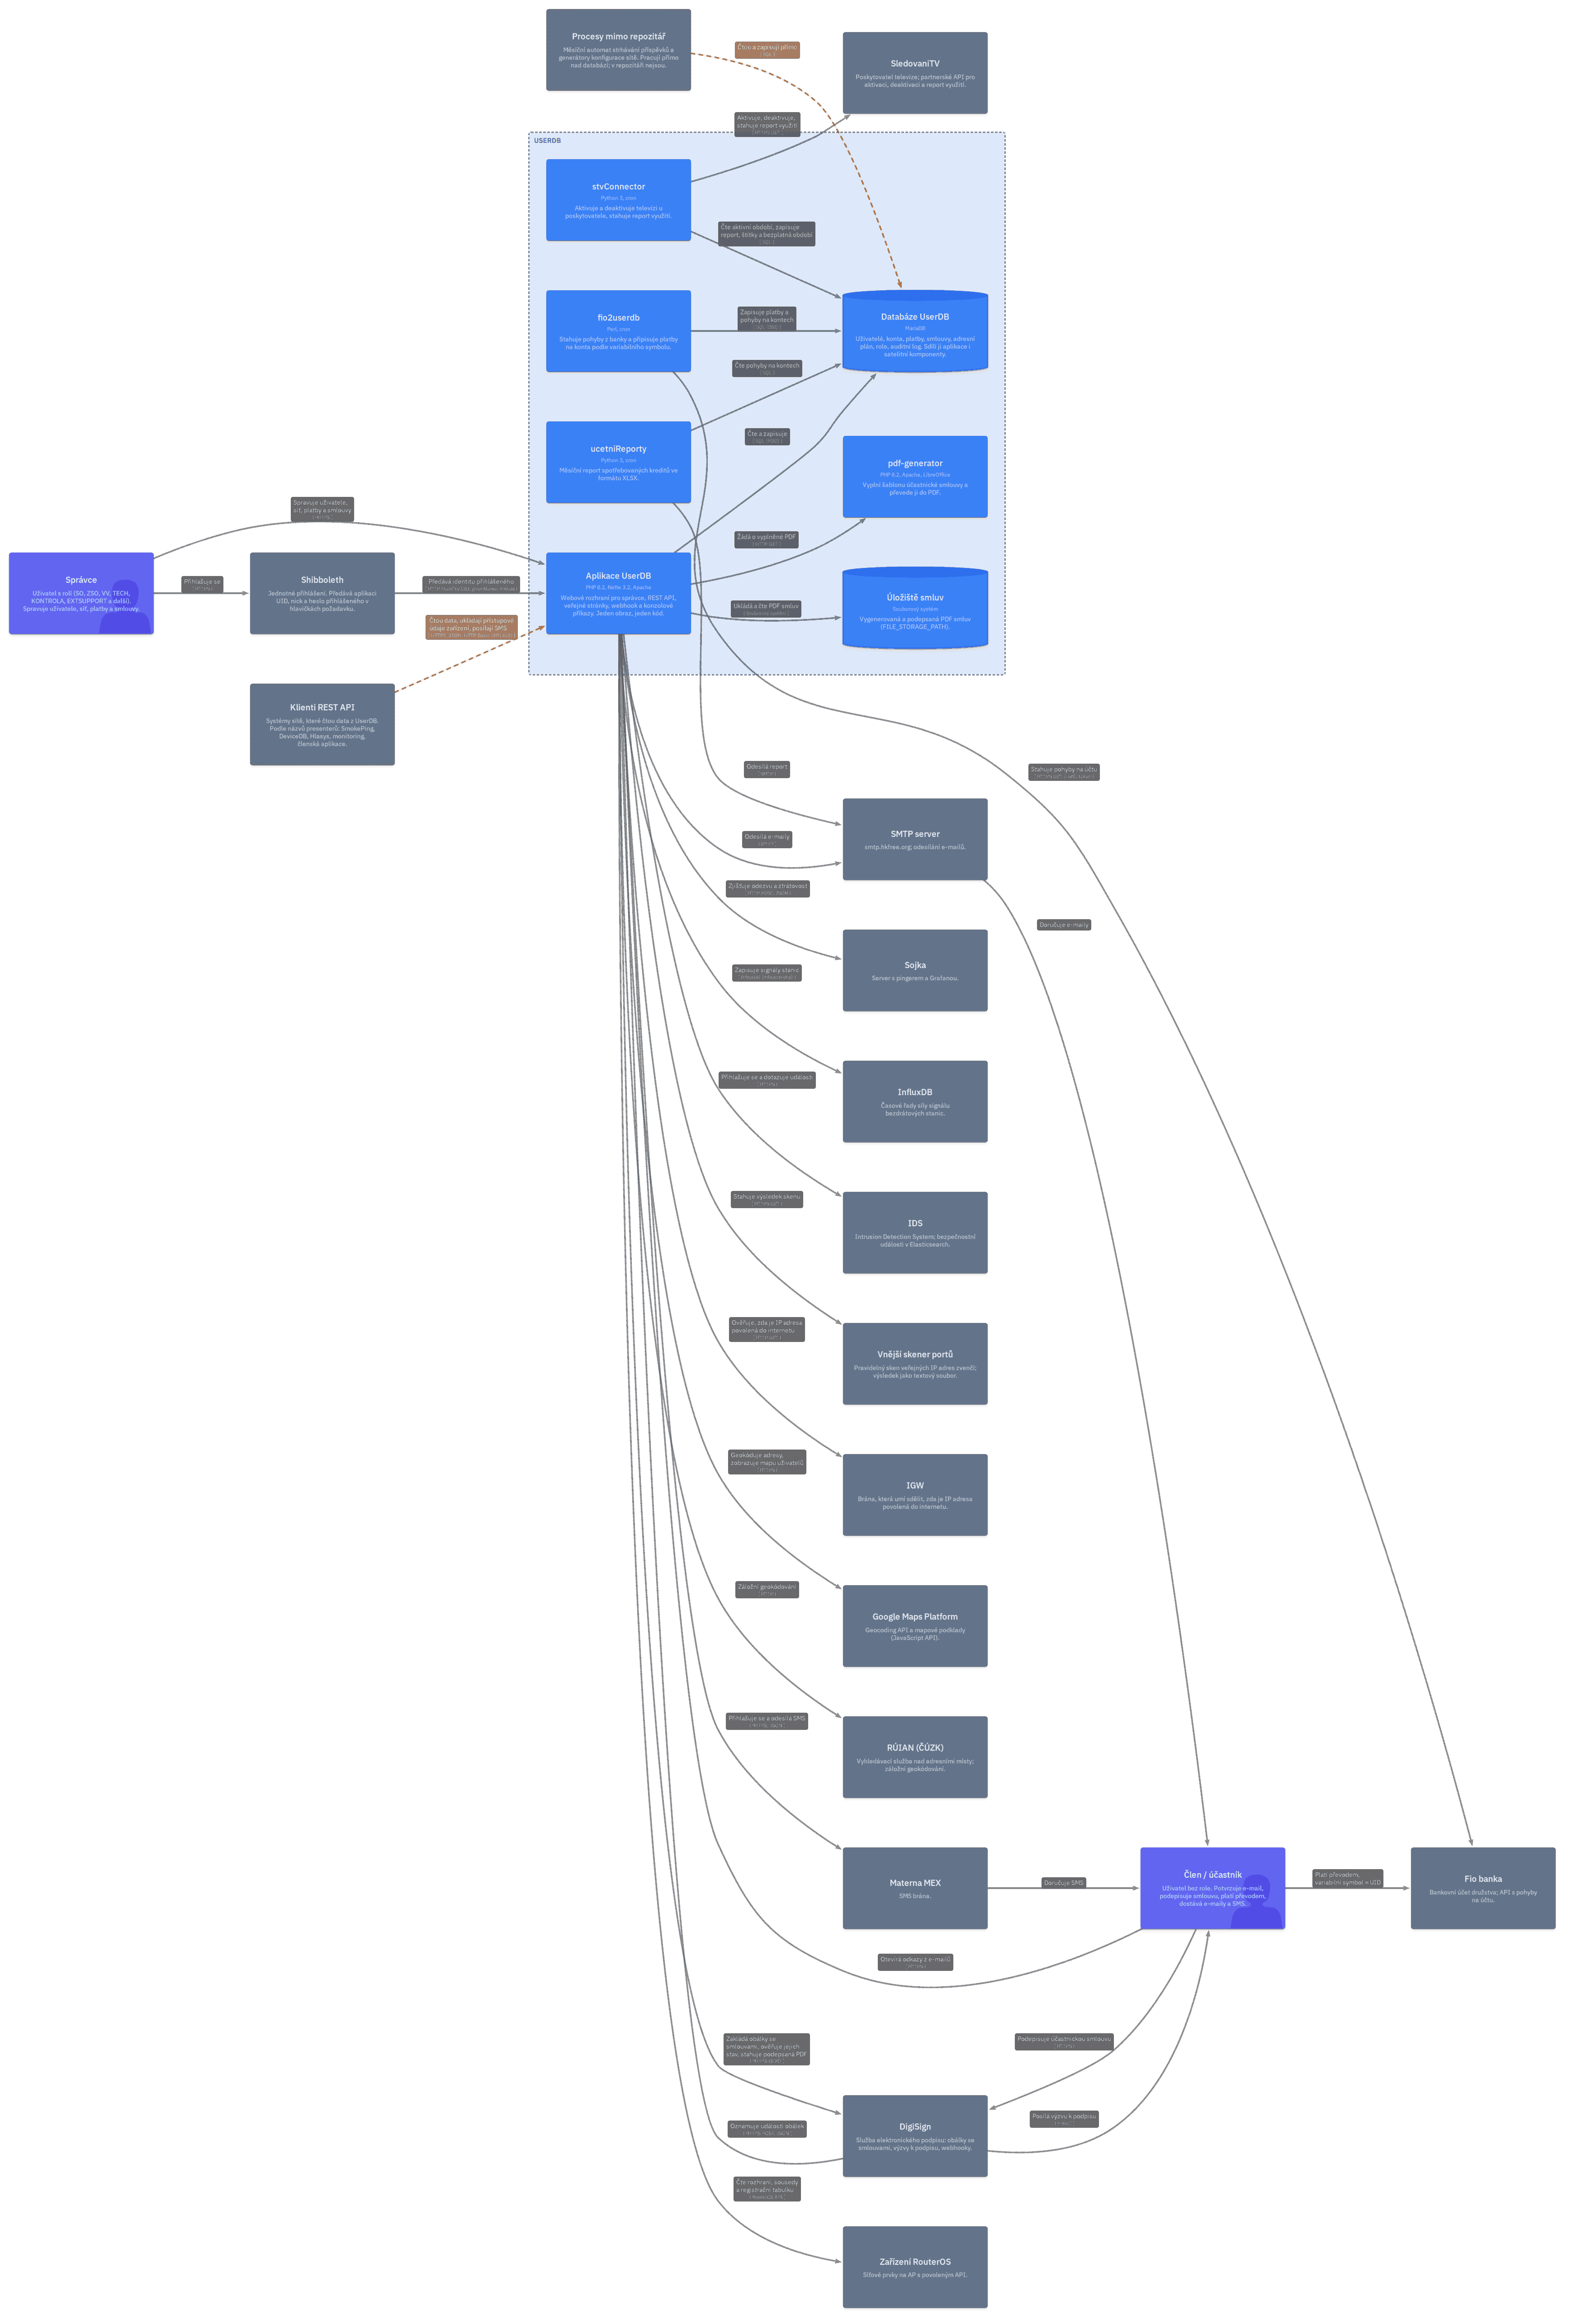 Procesy mimo repozitář
Měsíční automat strhávání příspěvků a
generátory konfigurace sítě. Pracují přímo
nad databází; v repozitáři nejsou.
Čtou a zapisují přímo
SledovaniTV
Poskytovatel televize; partnerské API pro
aktivaci, deaktivaci a report využití.
Aktivuje, deaktivuje,
stahuje report využití
USERDB
stvConnector
Python 2, cron
Aktivuje a deaktivuje televizi u
poskytovatele, stahuje report využití.
Čte aktivní období, zapisuje
report, štítky a bezplatná období
fio2userdb
Perl, cron
Stahuje pohyby z banky a připisuje platby
na konta podle variabilního symbolu.
Zapisuje platby a
pohyby na kontech
Databáze UserDB
MariaDB
Uživatelé, konta, platby, smlouvy, adresní
plán, role, auditní log. Sdílí ji aplikace i
satelitní komponenty.
Čte pohyby na kontech
ucetniReporty
Python 3, cron
Měsíční report spotřebovaných kreditů ve
formátu XLSX.
Čte a zapisuje
pdf-generator
PHP 8.2, Apache, LibreOffice
Vyplní šablonu účastnické smlouvy a
převede ji do PDF.
Spravuje uživatele,
síť, platby a smlouvy
Žádá o vyplněné PDF
Správce
Uživatel s rolí (SO, ZSO, VV, TECH,
KONTROLA, EXTSUPPORT a další).
Spravuje uživatele, síť, platby a smlouvy.
Přihlašuje se
Shibboleth
Jednotné přihlášení. Předává aplikaci
UID, nick a heslo přihlášeného v
hlavičkách požadavku.
Předává identitu přihlášeného
Aplikace UserDB
PHP 8.2, Nette 3.2, Apache
Webové rozhraní pro správce, REST API,
veřejné stránky, webhook a konzolové
příkazy. Jeden obraz, jeden kód.
Ukládá a čte PDF smluv
[Souborový systém]
Úložiště smluv
Souborový systém
Vygenerovaná a podepsaná PDF smluv
(FILE_STORAGE_PATH).
Čtou data, ukládají přístupové
údaje zařízení, posílají SMS
Klienti REST API
Systémy sítě, které čtou data z UserDB.
Podle názvů presenterů: SmokePing,
DeviceDB, Hlasys, monitoring,
členská aplikace.
Odesílá report
Stahuje pohyby na účtu
SMTP server
smtp.hkfree.org; odesílání e-mailů.
Odesílá e-maily
Zjišťuje odezvu a ztrátovost
Doručuje e-maily
Sojka
Server s pingerem a Grafanou.
Zapisuje signály stanic
InfluxDB
Časové řady síly signálu
bezdrátových stanic.
Přihlašuje se a dotazuje události
IDS
Intrusion Detection System; bezpečnostní
události v Elasticsearch.
Stahuje výsledek skenu
Vnější skener portů
Pravidelný sken veřejných IP adres zvenčí;
výsledek jako textový soubor.
Ověřuje, zda je IP adresa
povolená do internetu
IGW
Brána, která umí sdělit, zda je IP adresa
povolená do internetu.
Geokóduje adresy,
zobrazuje mapu uživatelů
Google Maps Platform
Geocoding API a mapové podklady
(JavaScript API).
Záložní geokódování
RÚIAN (ČÚZK)
Vyhledávací služba nad adresními místy;
záložní geokódování.
Přihlašuje se a odesílá SMS
Materna MEX
SMS brána.
Doručuje SMS
Člen / účastník
Uživatel bez role. Potvrzuje e-mail,
podepisuje smlouvu, platí převodem,
dostává e-maily a SMS.
Platí převodem,
variabilní symbol = UID
Fio banka
Bankovní účet družstva; API s pohyby
na účtu.
Otevírá odkazy z e-mailů
Zakládá obálky se
smlouvami, ověřuje jejich
stav, stahuje podepsaná PDF
Podepisuje účastnickou smlouvu
DigiSign
Služba elektronického podpisu: obálky se
smlouvami, výzvy k podpisu, webhooky.
Posílá výzvu k podpisu
Oznamuje události obálek
Čte rozhraní, sousedy
a registrační tabulku
Zařízení RouterOS
Síťové prvky na AP s povoleným API.